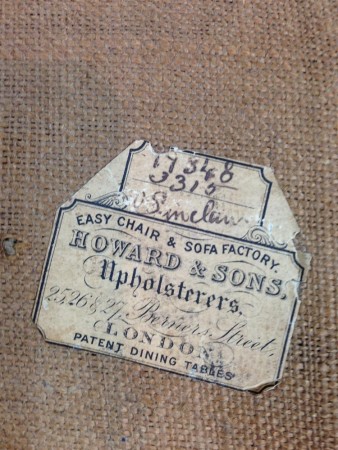 17348
3315
Sinclair
EASY CHAIR & SOFA FACTORY.
HOWARD & SONS,
Upholsterers,
25,26 & 27, Berners Street,
LONDON
PATENT DINING TABLES